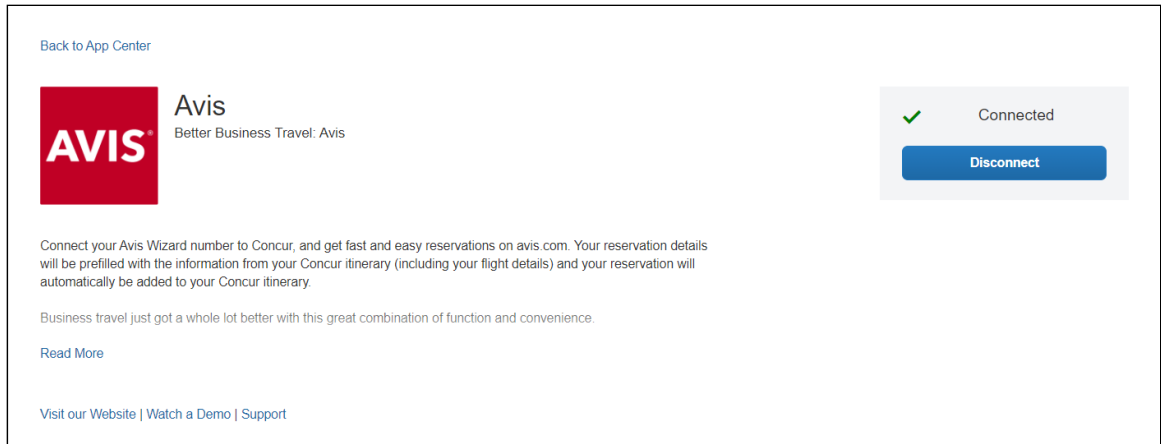 Back to App Center
AVIS®
Avis
Better Business Travel: Avis
Connected
Disconnect
Connect your Avis Wizard number to Concur, and get fast and easy reservations on avis.com. Your reservation details
will be prefilled with the information from your Concur itinerary (including your flight details) and your reservation will
automatically be added to your Concur itinerary.
Business travel just got a whole lot better with this great combination of function and convenience.
Read More
Visit our Website | Watch a Demo | Support